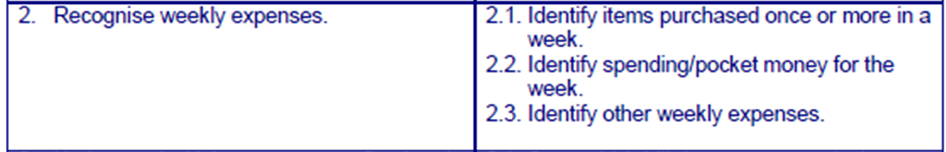 2. Recognise weekly expenses.
2.1. Identify items purchased once or more in a
week.
2.2. Identify spending/pocket money for the
week.
2.3. Identify other weekly expenses.